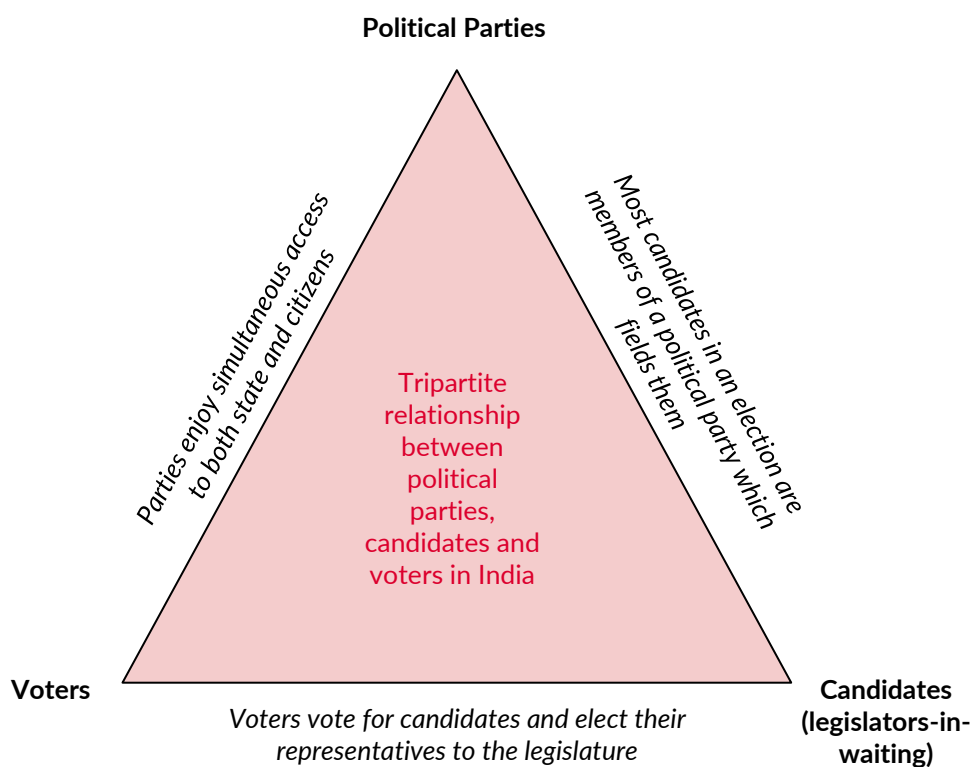 Political Parties
Parties enjoy simultaneous access
to both state and citizens
Most candidates in an election are
members of a political party which
fields them
Tripartite
relationship
between
political
parties,
candidates and
voters in India
Voters
Candidates
(legislators-in-
waiting)
Voters vote for candidates and elect their
representatives to the legislature